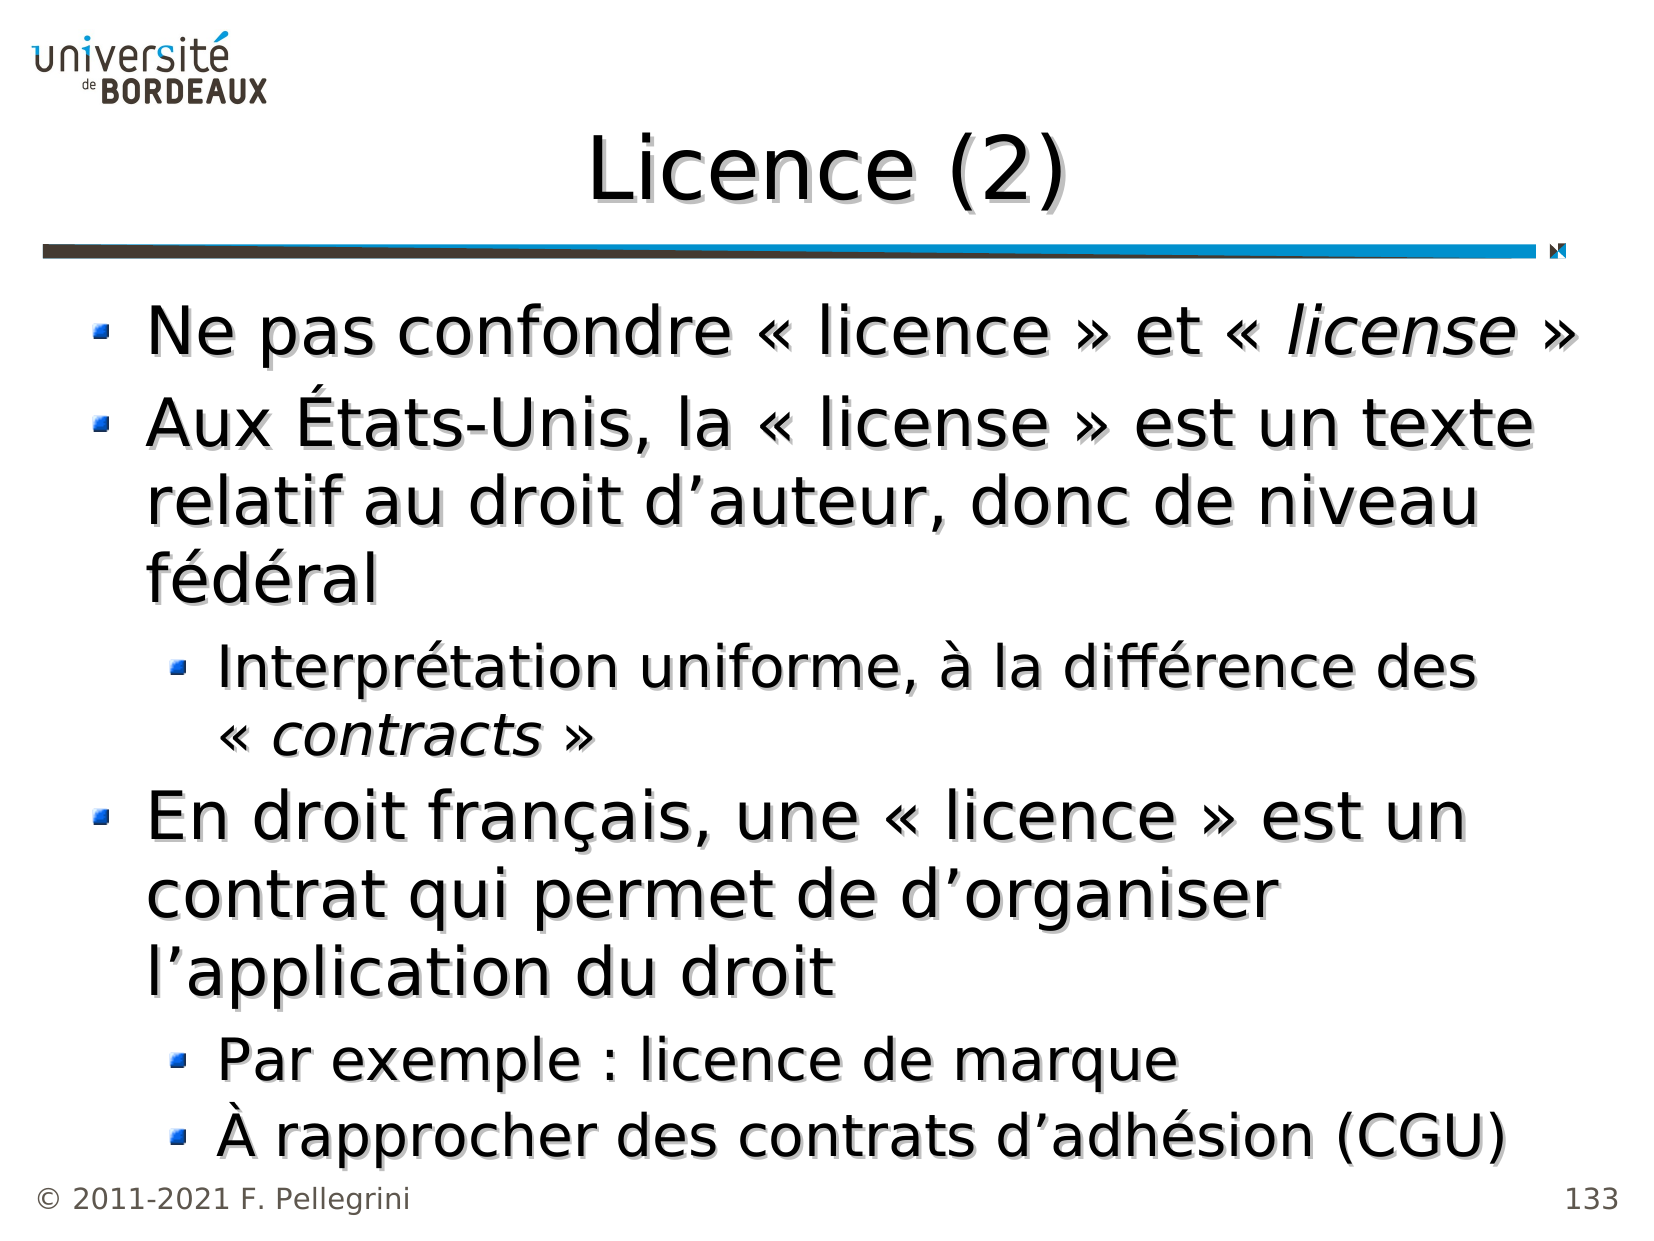 université
de BORDEAUX
Licence (2)
Ne pas confondre « licence » et « license »
Aux États-Unis, la « license » est un texte
relatif au droit d’auteur, donc de niveau
fédéral
Interprétation uniforme, à la différence des
« contracts »
En droit français, une « licence » est un
contrat qui permet de d’organiser
l’application du droit
Par exemple : licence de marque
À rapprocher des contrats d’adhésion (CGU)
© 2011-2021 F. Pellegrini
133